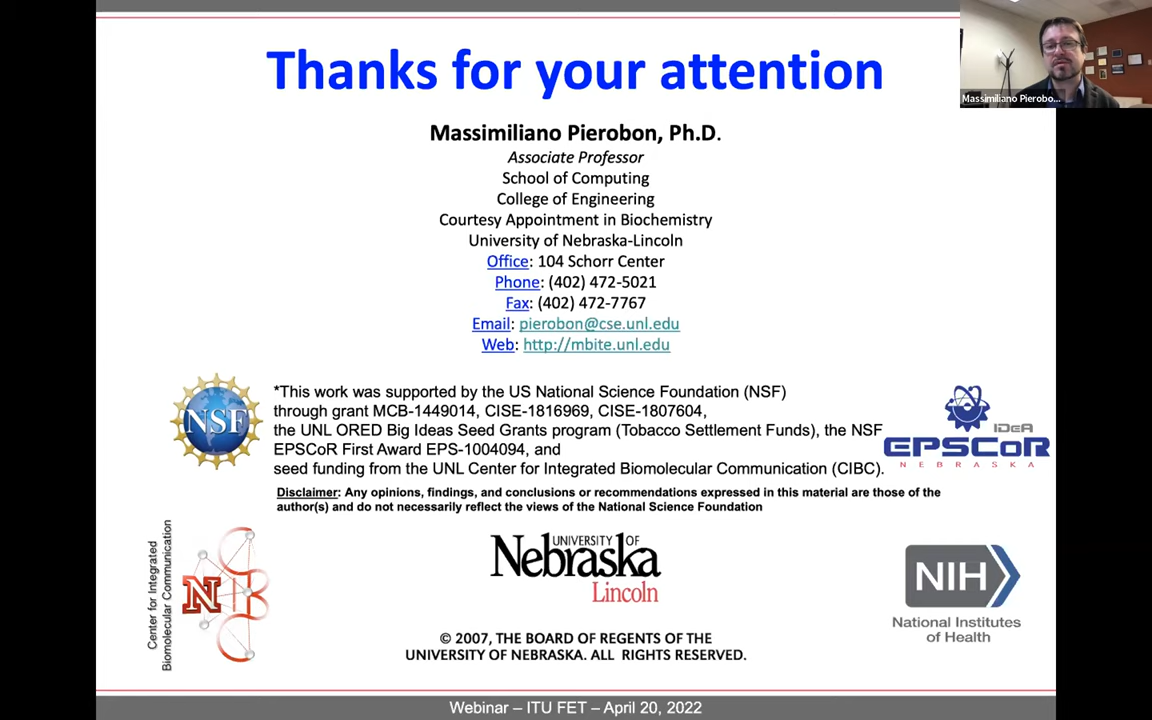 Thanks for your attention
Massimiliano Pierobo...
Massimiliano Pierobon, Ph.D.
Associate Professor
School of Computing
College of Engineering
Courtesy Appointment in Biochemistry
University of Nebraska-Lincoln
Office: 104 Schorr Center
Phone: (402) 472-5021
Fax: (402) 472-7767
Email: pierobon@cse.unl.edu
Web: http://mbite.unl.edu
NSF
*This work was supported by the US National Science Foundation (NSF)
through grant MCB-1449014, CISE-1816969, CISE-1807604,
the UNL ORED Big Ideas Seed Grants program (Tobacco Settlement Funds), the NSF
EPSCoR First Award EPS-1004094, and
seed funding from the UNL Center for Integrated Biomolecular Communication (CIBC).
IDeA
EPSCoR
NEBRASKA
Disclaimer: Any opinions, findings, and conclusions or recommendations expressed in this material are those of the
author(s) and do not necessarily reflect the views of the National Science Foundation
Center for Integrated
Biomolecular Communication
N
CIBC
UNIVERSITY OF
Nebraska
Lincoln
NIH
National Institutes
of Health
© 2007, THE BOARD OF REGENTS OF THE
UNIVERSITY OF NEBRASKA. ALL RIGHTS RESERVED.
Webinar – ITU FET – April 20, 2022